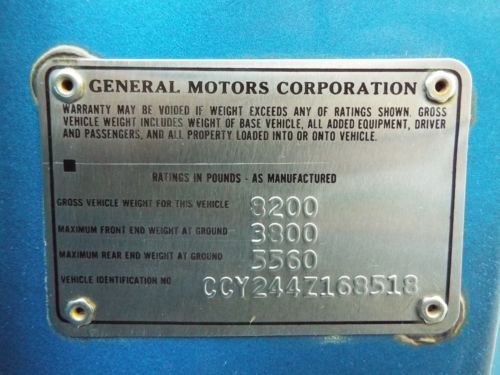 GENERAL MOTORS CORPORATION
WARRANTY MAY BE VOIDED IF WEIGHT EXCEEDS ANY OF RATINGS SHOWN. GROSS
VEHICLE WEIGHT INCLUDES WEIGHT OF BASE VEHICLE, ALL ADDED EQUIPMENT, DRIVER
AND PASSENGERS, AND ALL PROPERTY LOADED INTO OR ONTO VEHICLE.
RATINGS IN POUNDS - AS MANUFACTURED
GROSS VEHICLE WEIGHT FOR THIS VEHICLE 8200
MAXIMUM FRONT END WEIGHT AT GROUND 3800
MAXIMUM REAR END WEIGHT AT GROUND 5560
VEHICLE IDENTIFICATION NO CCY244Z168518